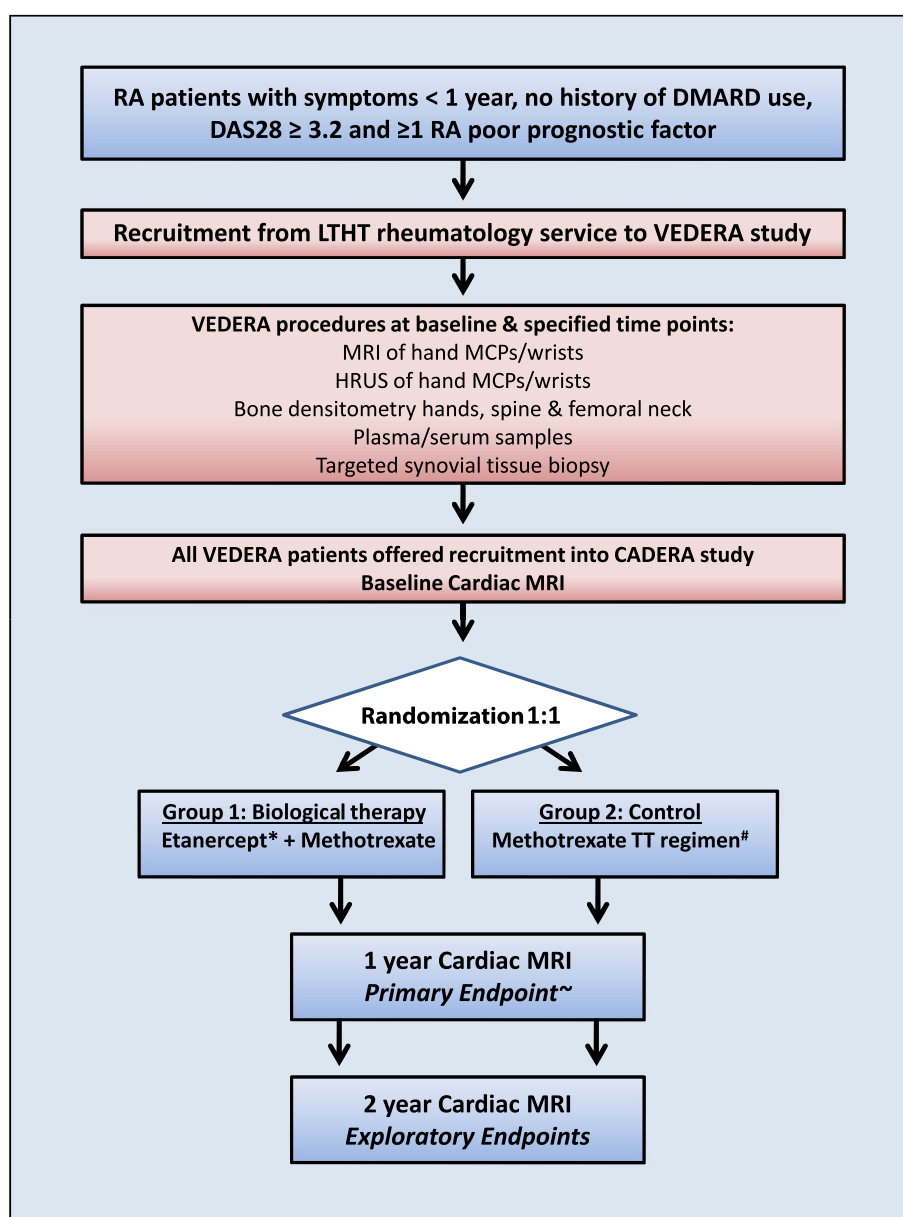 RA patients with symptoms < 1 year, no history of DMARD use,
DAS28 ≥ 3.2 and ≥1 RA poor prognostic factor
Recruitment from LTHT rheumatology service to VEDERA study
VEDERA procedures at baseline & specified time points:
MRI of hand MCPs/wrists
HRUS of hand MCPs/wrists
Bone densitometry hands, spine & femoral neck
Plasma/serum samples
Targeted synovial tissue biopsy
All VEDERA patients offered recruitment into CADERA study
Baseline Cardiac MRI
Randomization 1:1
Group 1: Biological therapy
Etanercept* + Methotrexate
Group 2: Control
Methotrexate TT regimen#
1 year Cardiac MRI
Primary Endpoint~
2 year Cardiac MRI
Exploratory Endpoints